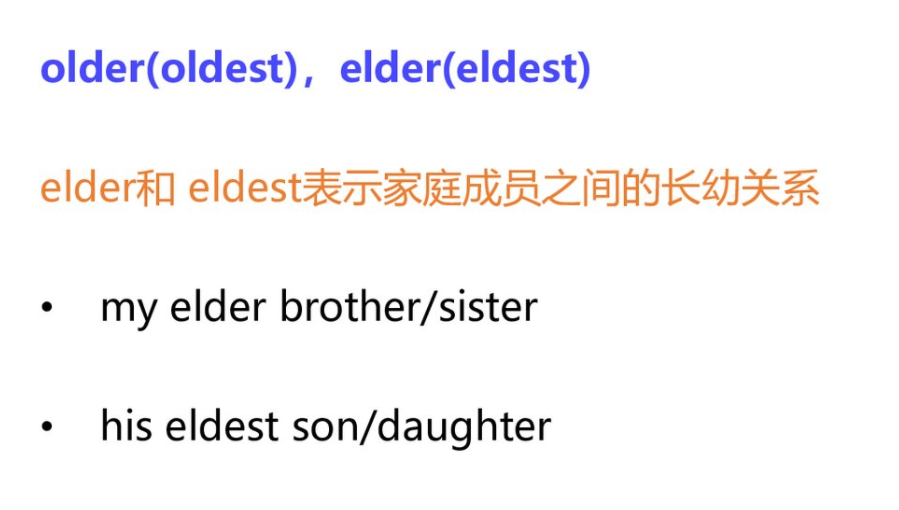 older(oldest)，elder(eldest)
elder和 eldest表示家庭成员之间的长幼关系
• my elder brother/sister
• his eldest son/daughter